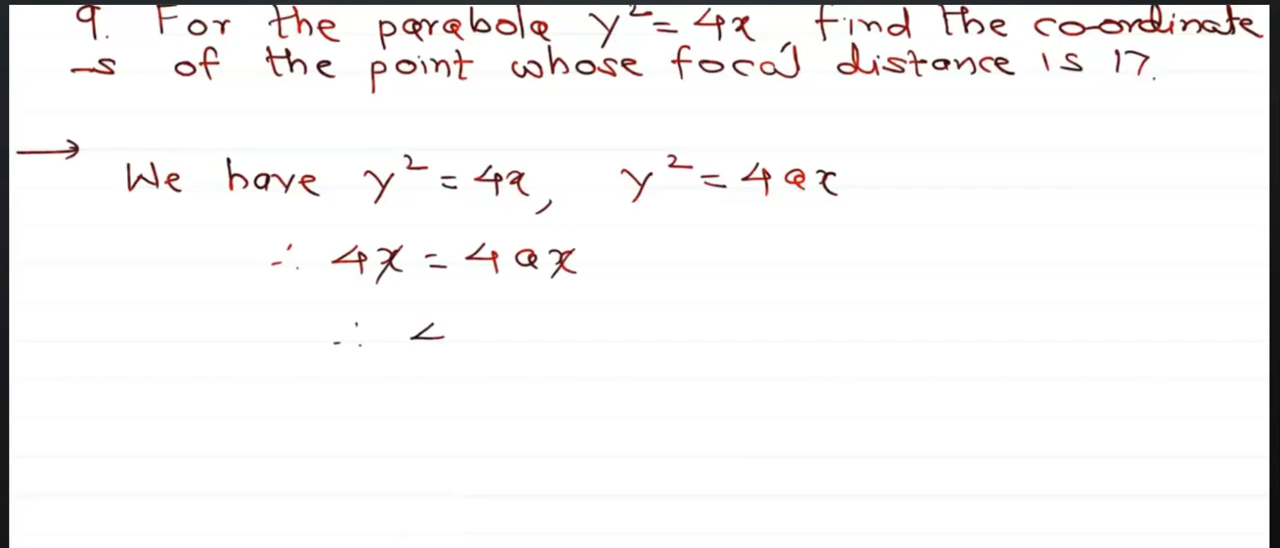 9. For the parabola y² = 4x, find the co-ordinate
-s of the point whose focal distance is 17.
→ We have y² = 4x, y² = 4ax
∴ 4x = 4ax
∴